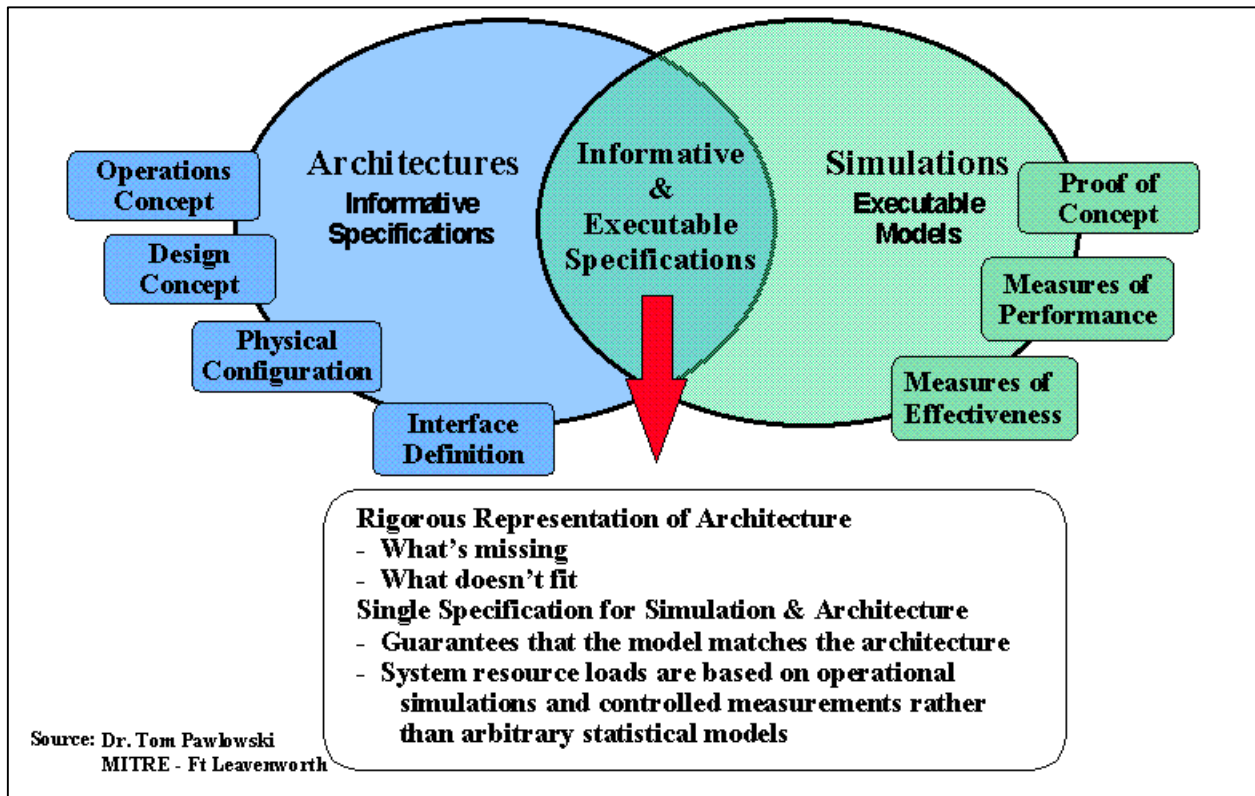 Architectures
Informative
Specifications
Operations
Concept
Design
Concept
Physical
Configuration
Interface
Definition
Informative
&
Executable
Specifications
Simulations
Executable
Models
Proof of
Concept
Measures of
Performance
Measures of
Effectiveness
Rigorous Representation of Architecture
- What's missing
- What doesn't fit
Single Specification for Simulation & Architecture
- Guarantees that the model matches the architecture
- System resource loads are based on operational
simulations and controlled measurements rather
than arbitrary statistical models
Source: Dr. Tom Pawlowski
MITRE - Ft Leavenworth